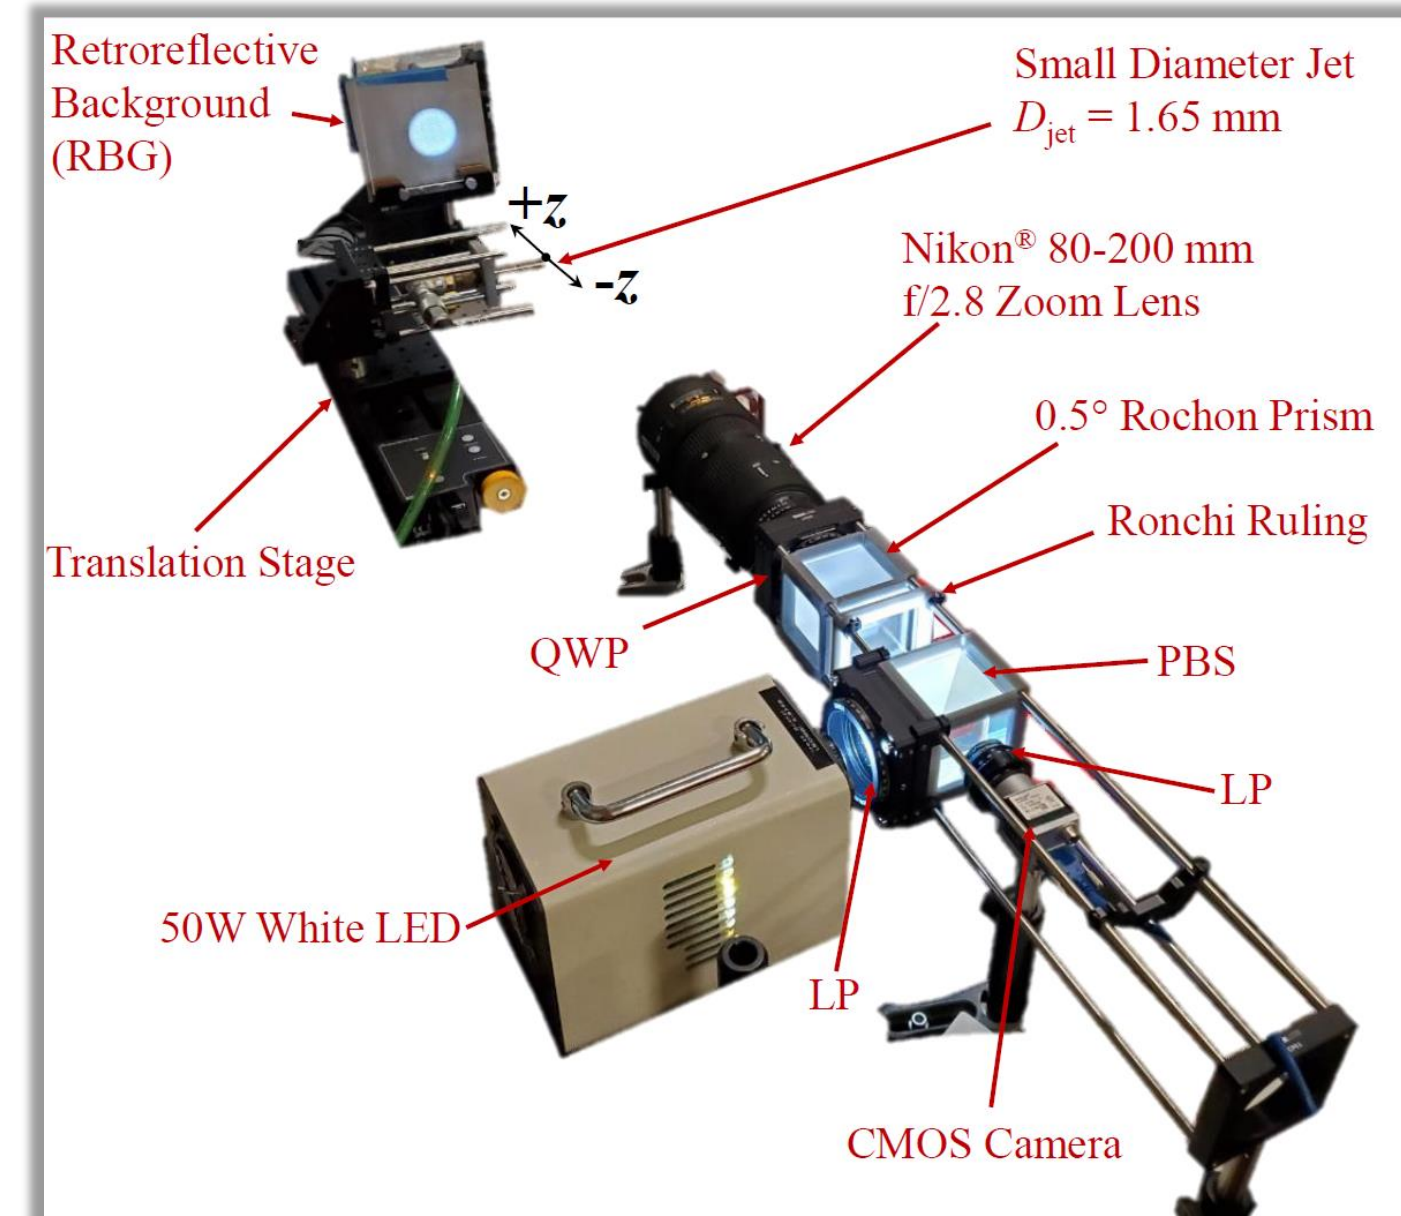 Retroreflective
Background
(RBG)
Small Diameter Jet
Djet = 1.65 mm
+z
-z
Nikon® 80-200 mm
f/2.8 Zoom Lens
0.5° Rochon Prism
Ronchi Ruling
Translation Stage
QWP
PBS
LP
50W White LED
LP
CMOS Camera